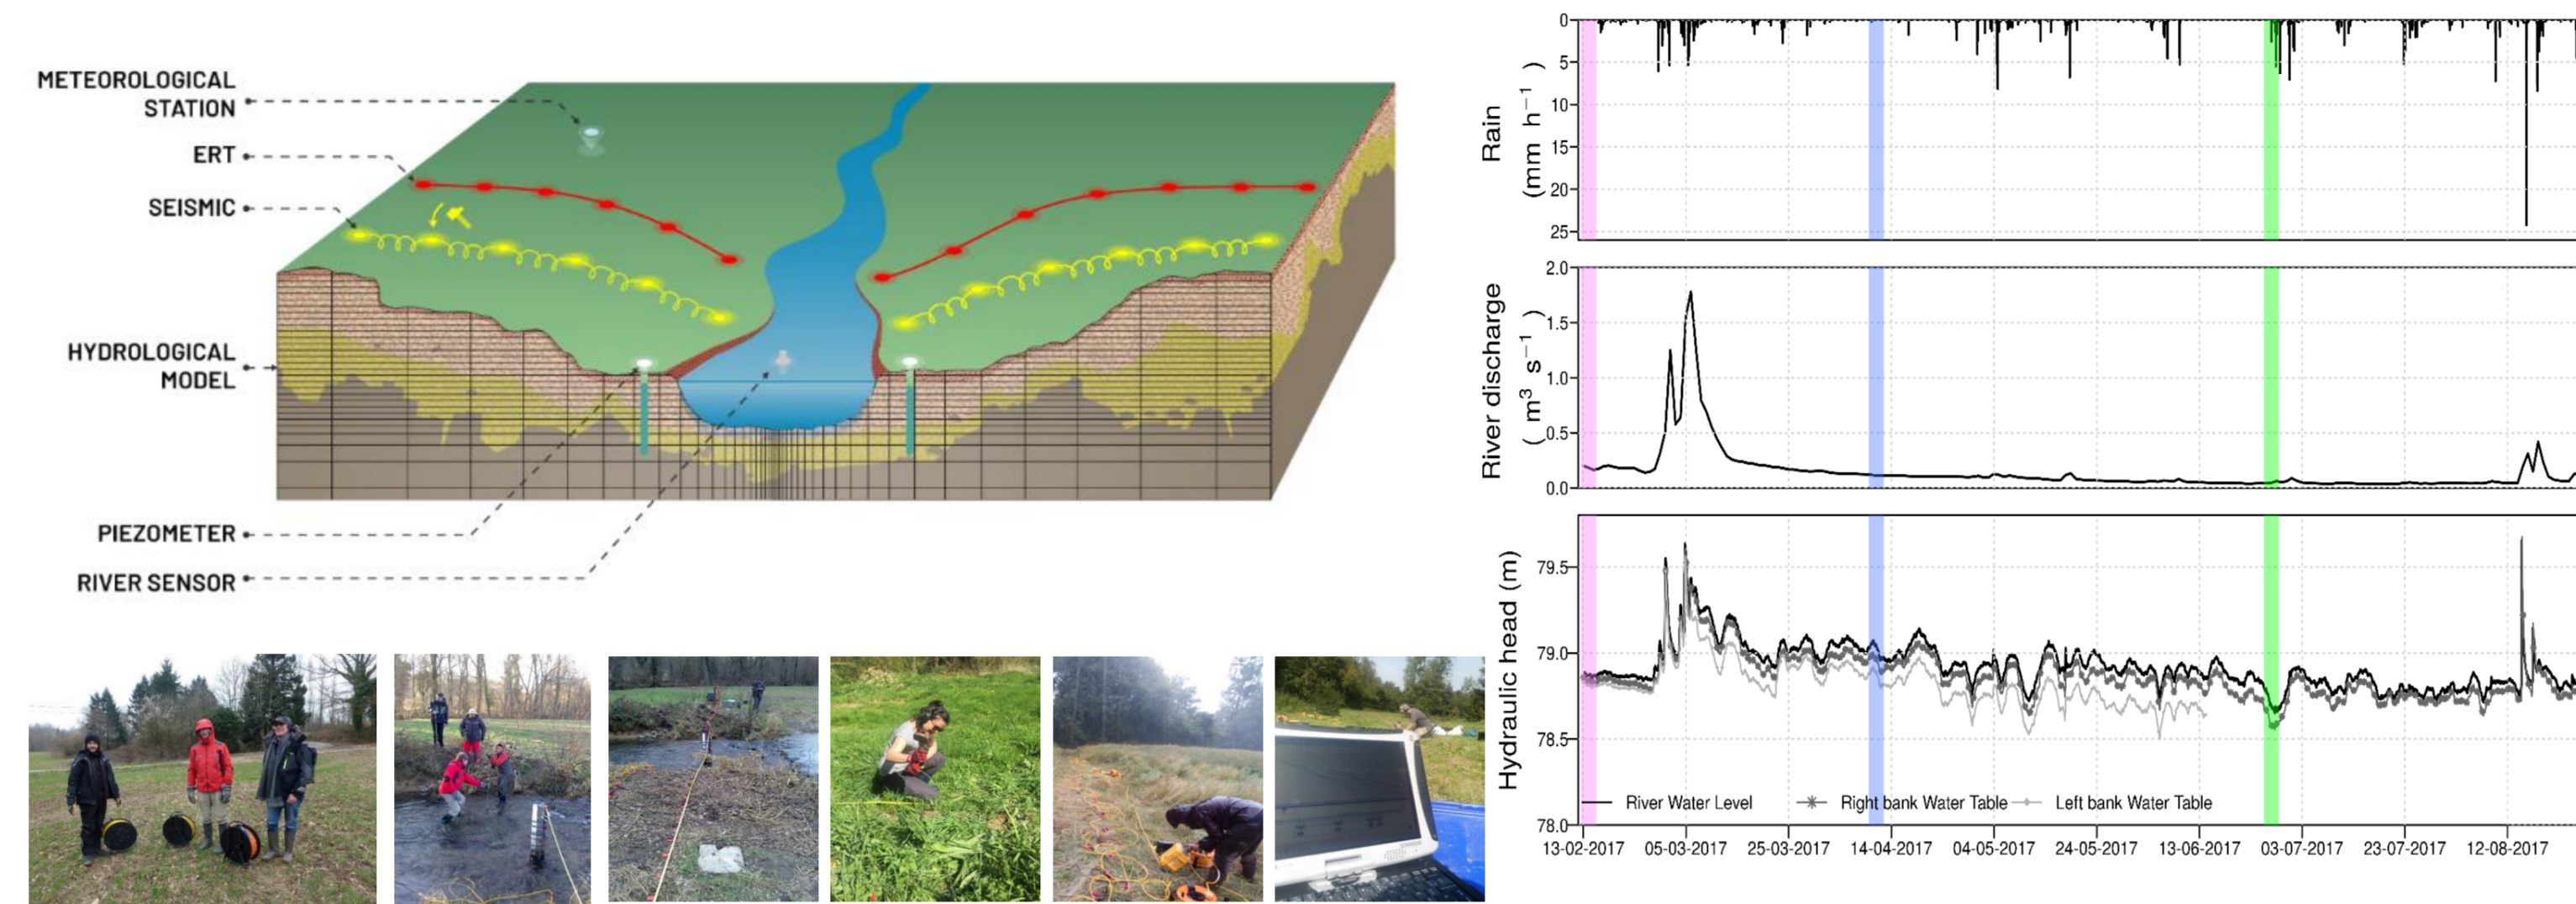 METEOROLOGICAL
STATION
ERT
SEISMIC
HYDROLOGICAL
MODEL
PIEZOMETER
RIVER SENSOR
Rain
(mm h−1)
0
5
10
15
20
25
River discharge
(m3 s−1)
2.0
1.5
1.0
0.5
0.0
Hydraulic head (m)
79.5
79.0
78.5
78.0
River Water Level
Right bank Water Table
Left bank Water Table
13-02-2017
05-03-2017
25-03-2017
14-04-2017
04-05-2017
24-05-2017
13-06-2017
03-07-2017
23-07-2017
12-08-2017